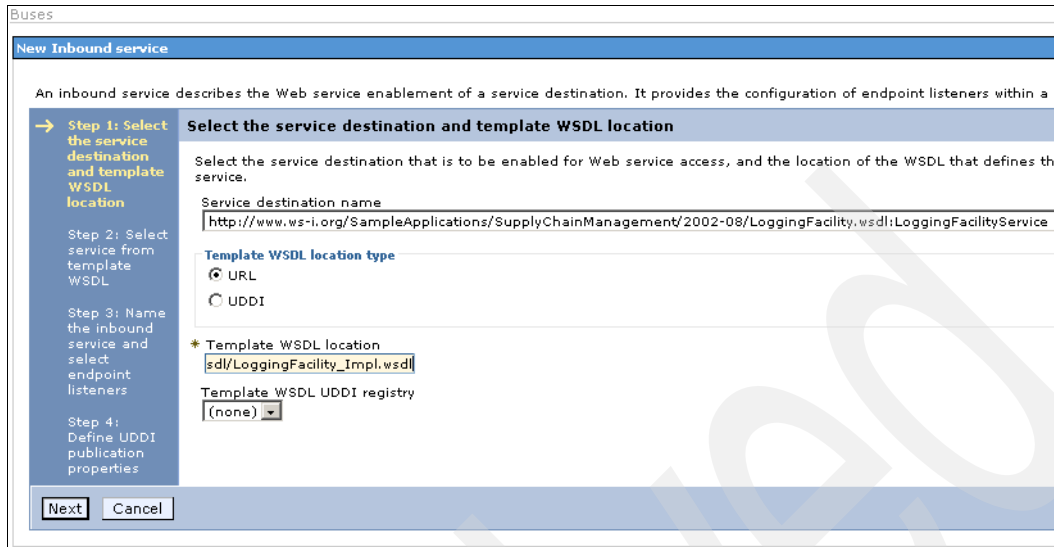 Buses
New Inbound service
An inbound service describes the Web service enablement of a service destination. It provides the configuration of endpoint listeners within a
Step 1: Select
the service
destination
and template
WSDL
location
Step 2: Select
service from
template
WSDL
Step 3: Name
the inbound
service and
select
endpoint
listeners
Step 4:
Define UDDI
publication
properties
Select the service destination and template WSDL location
Select the service destination that is to be enabled for Web service access, and the location of the WSDL that defines th
service.
Service destination name
http://www.ws-i.org/SampleApplications/SupplyChainManagement/2002-08/LoggingFacility.wsdl:LoggingFacilityService
Template WSDL location type
URL
UDDI
* Template WSDL location
sdl/LoggingFacility_Impl.wsdl
Template WSDL UDDI registry
(none)
Next Cancel